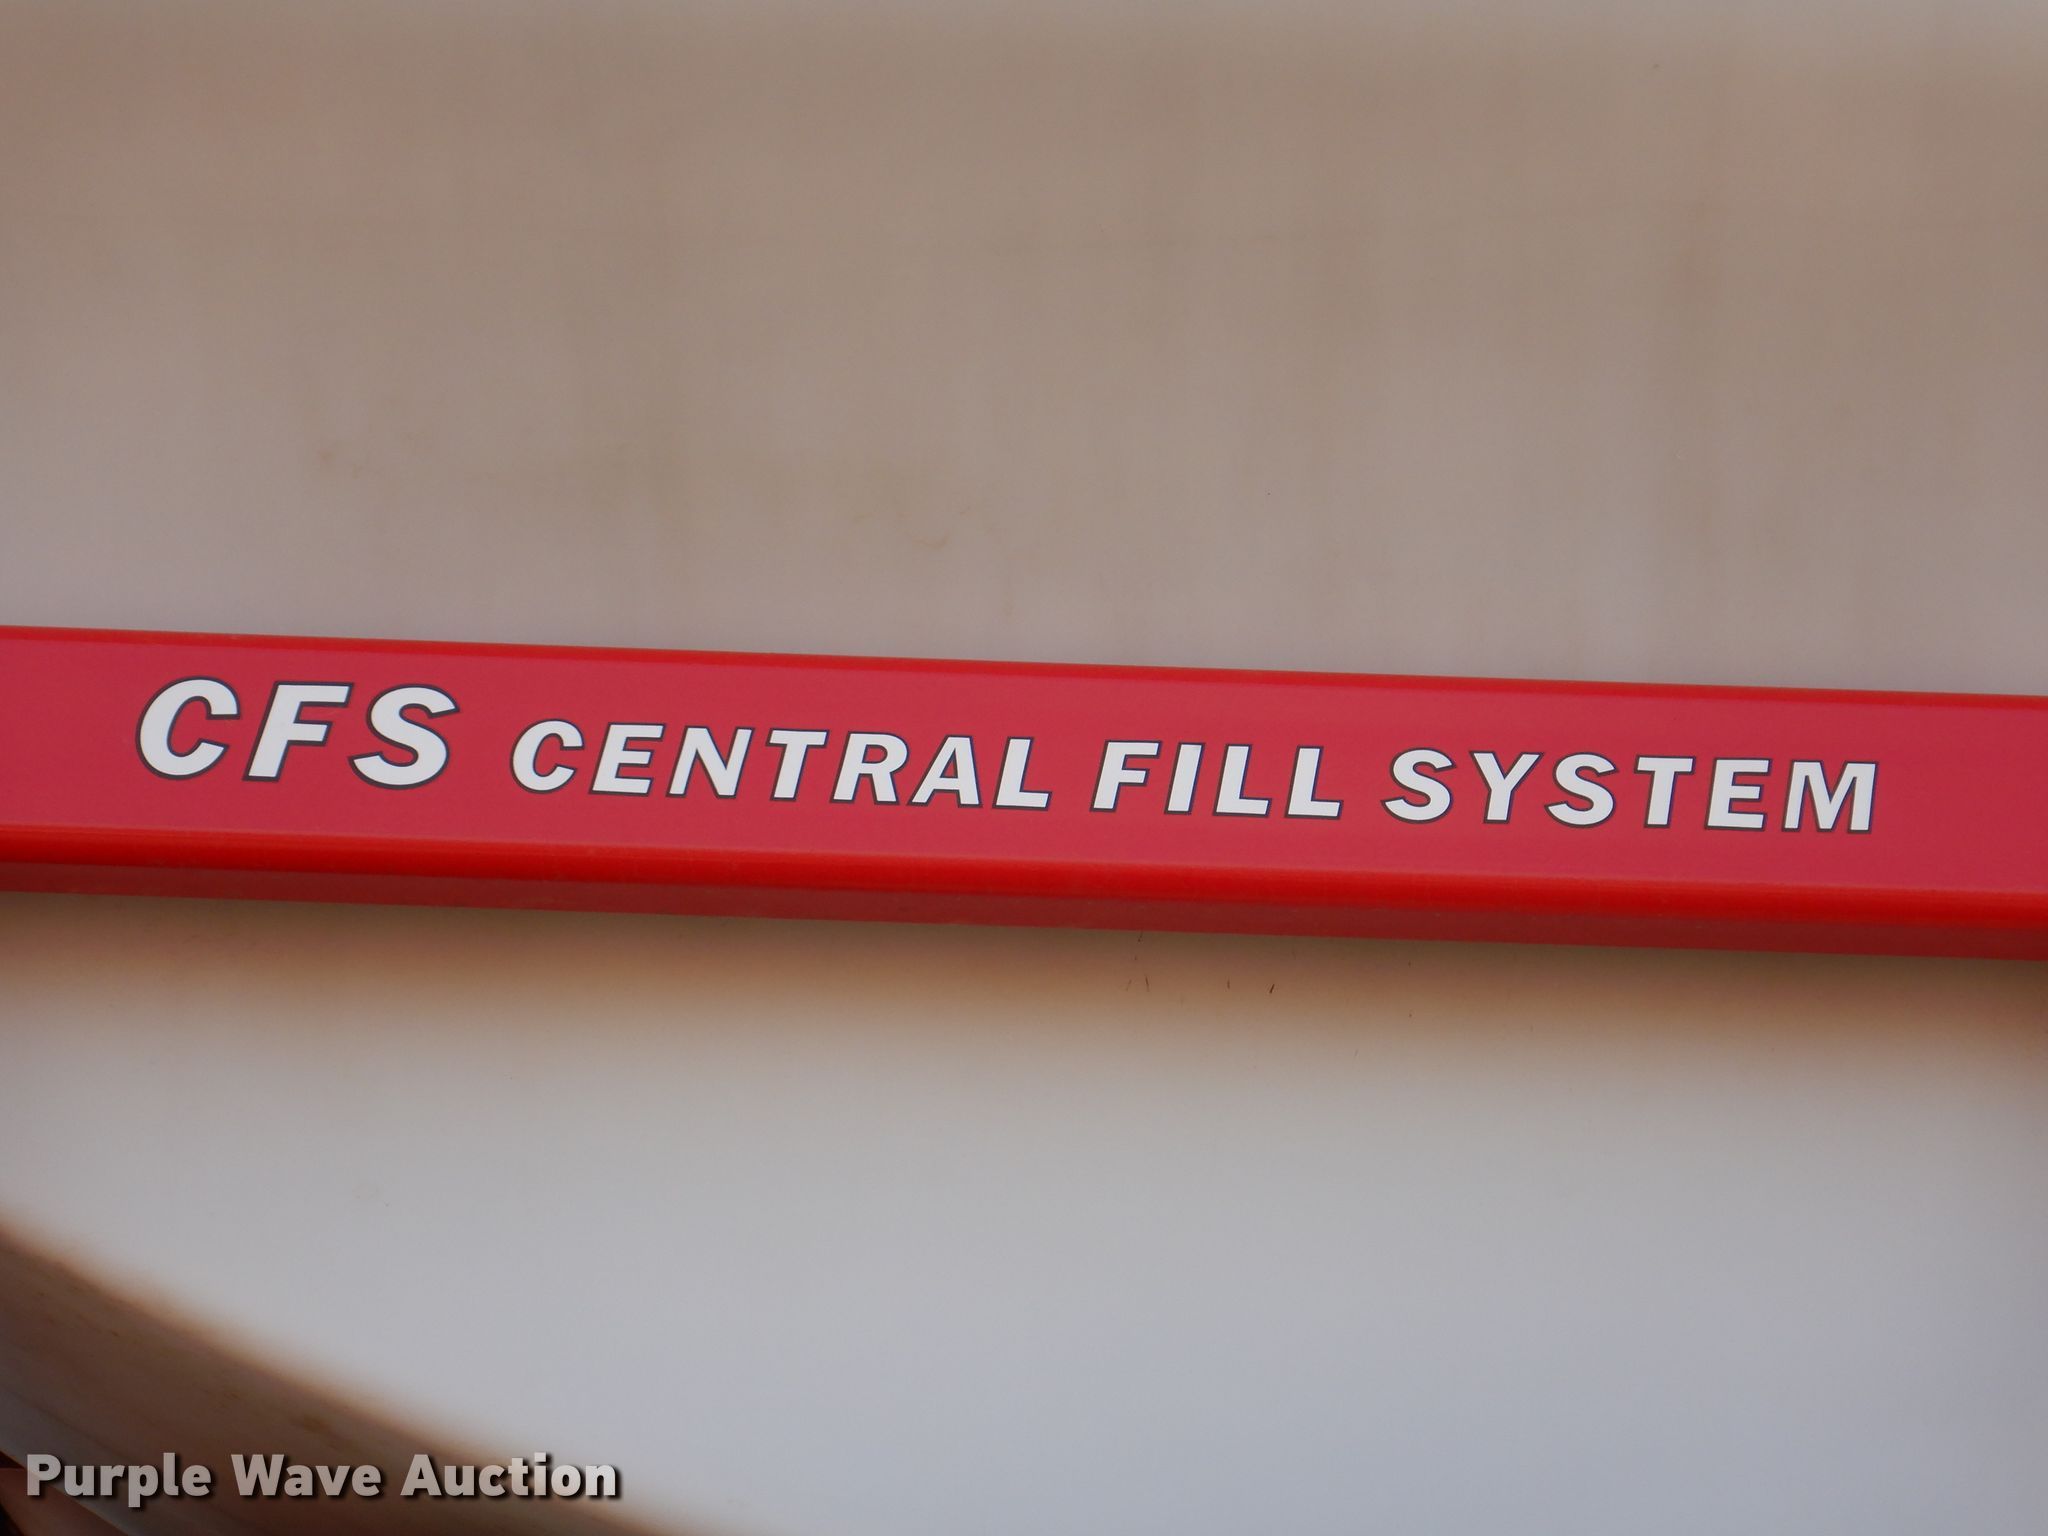 CFS CENTRAL FILL SYSTEM
Purple Wave Auction